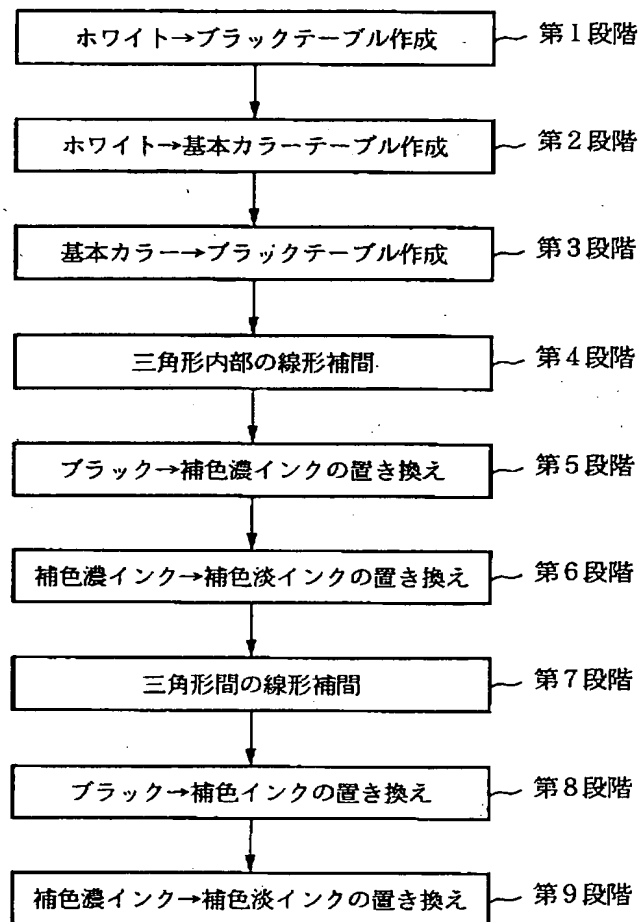 ホワイト→ブラックテーブル作成 第1段階
ホワイト→基本カラーテーブル作成 第2段階
基本カラー→ブラックテーブル作成 第3段階
三角形内部の線形補間 第4段階
ブラック→補色濃インクの置き換え 第5段階
補色濃インク→補色淡インクの置き換え 第6段階
三角形間の線形補間 第7段階
ブラック→補色インクの置き換え 第8段階
補色濃インク→補色淡インクの置き換え 第9段階